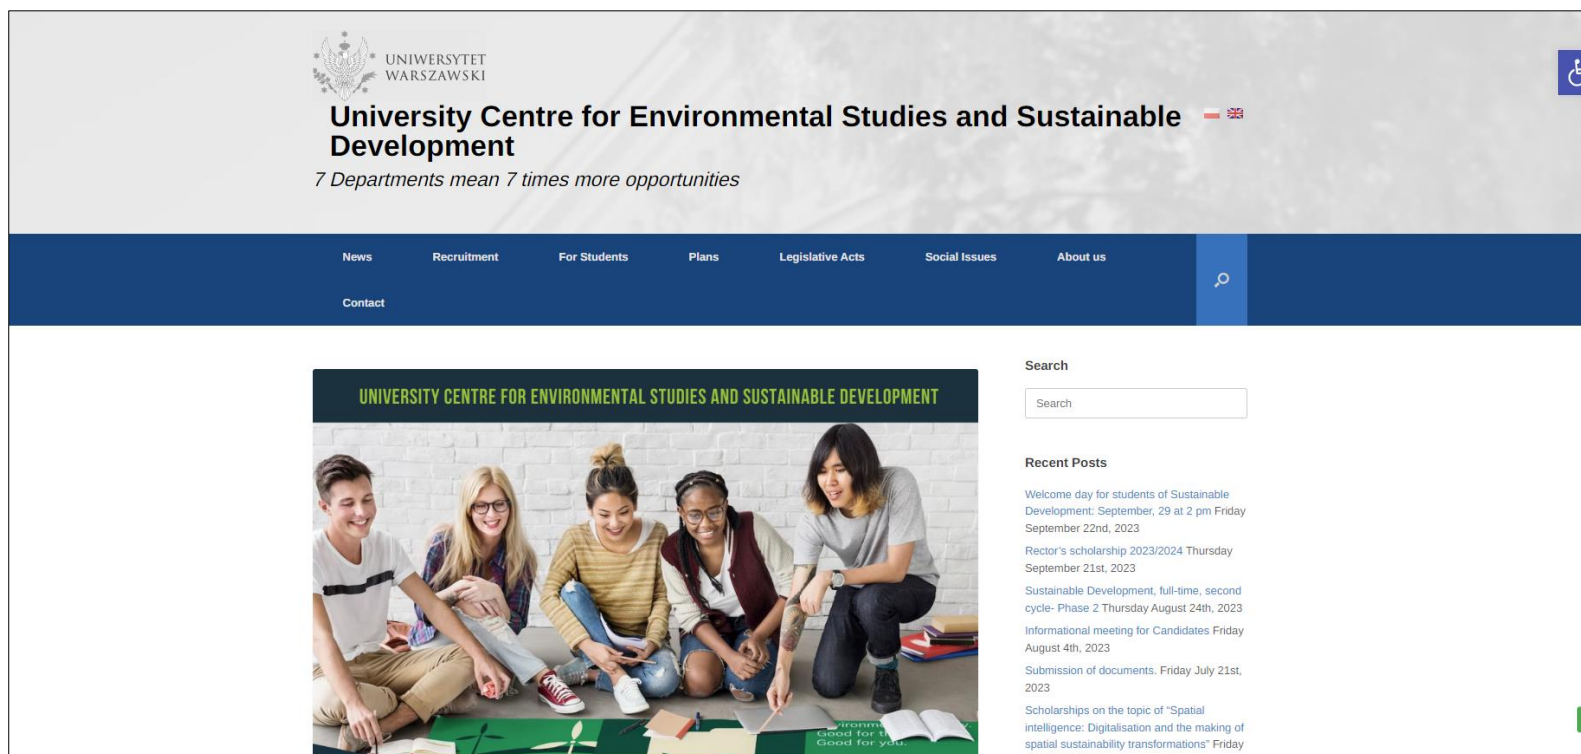 UNIWERSYTET
WARSZAWSKI
University Centre for Environmental Studies and Sustainable
Development
7 Departments mean 7 times more opportunities
News Recruitment For Students Plans Legislative Acts Social Issues About us
Contact
UNIVERSITY CENTRE FOR ENVIRONMENTAL STUDIES AND SUSTAINABLE DEVELOPMENT
Good for
Good for you.
Search
Search
Recent Posts
Welcome day for students of Sustainable
Development: September, 29 at 2 pm Friday
September 22nd, 2023
Rector's scholarship 2023/2024 Thursday
September 21st, 2023
Sustainable Development, full-time, second
cycle- Phase 2 Thursday August 24th, 2023
Informational meeting for Candidates Friday
August 4th, 2023
Submission of documents. Friday July 21st,
2023
Scholarships on the topic of “Spatial
intelligence: Digitalisation and the making of
spatial sustainability transformations” Friday